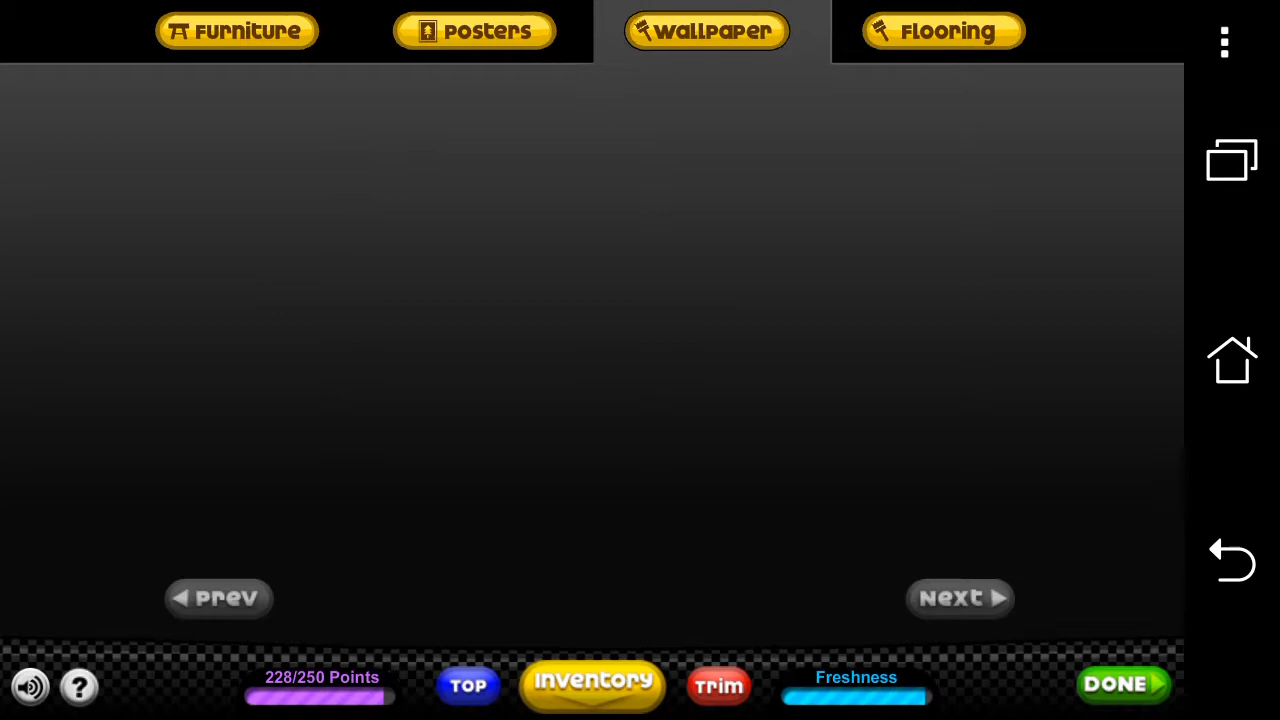 Furniture
Posters
Wallpaper
Flooring
Prev
Next
228/250 Points
TOP
Inventory
Trim
Freshness
DONE
?